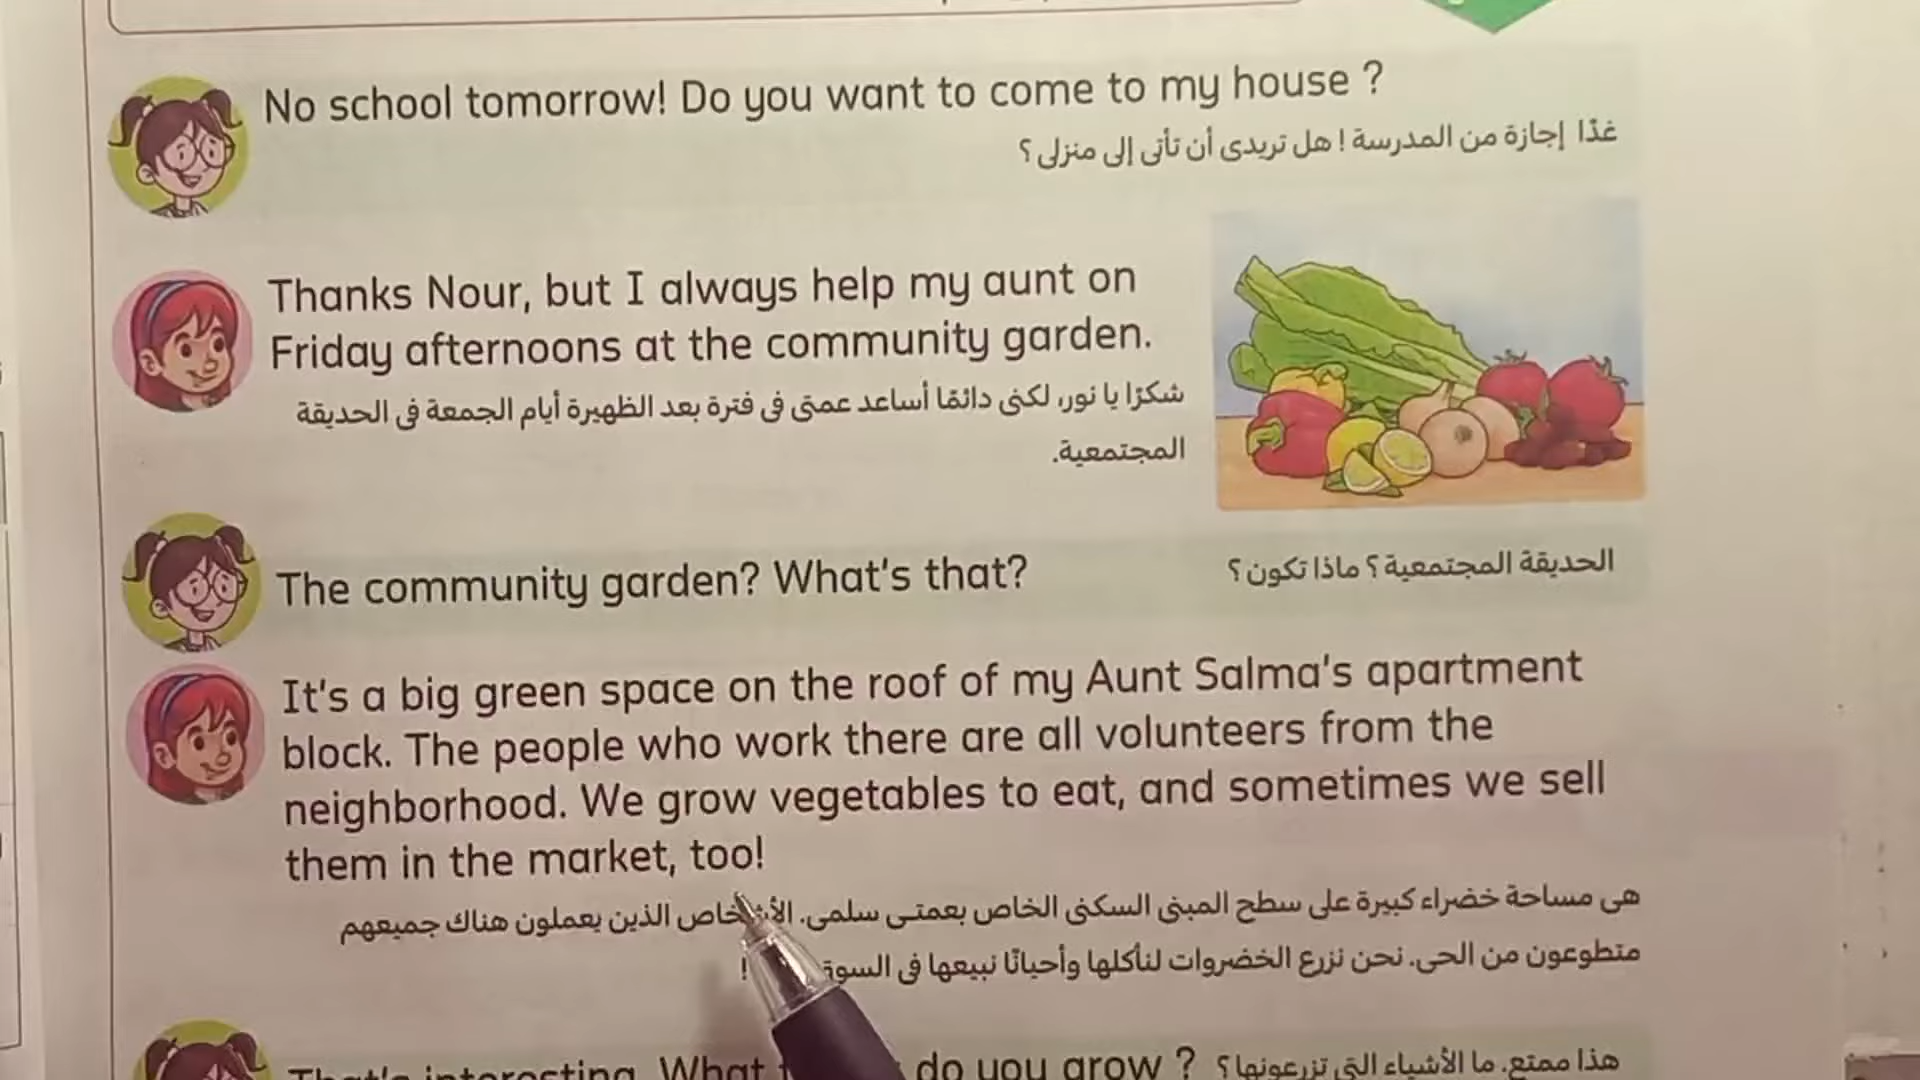 No school tomorrow! Do you want to come to my house ?
غدًا إجازة من المدرسة ! هل تريدى أن تأتى إلى منزلى ؟
Thanks Nour, but I always help my aunt on
Friday afternoons at the community garden.
شكرًا يا نور، لكنى دائمًا أساعد عمتى فى فترة بعد الظهيرة أيام الجمعة فى الحديقة
المجتمعية.
The community garden? What's that?
الحديقة المجتمعية ؟ ماذا تكون ؟
It's a big green space on the roof of my Aunt Salma's apartment
block. The people who work there are all volunteers from the
neighborhood. We grow vegetables to eat, and sometimes we sell
them in the market, too!
هى مساحة خضراء كبيرة على سطح المبنى السكنى الخاص بعمتى سلمى. الأشخاص الذين يعملون هناك جميعهم
متطوعون من الحى. نحن نزرع الخضروات لنأكلها وأحيانًا نبيعها فى السوق !
That's interesting. What do you grow ?
هذا ممتع. ما الأشياء التى تزرعونها ؟